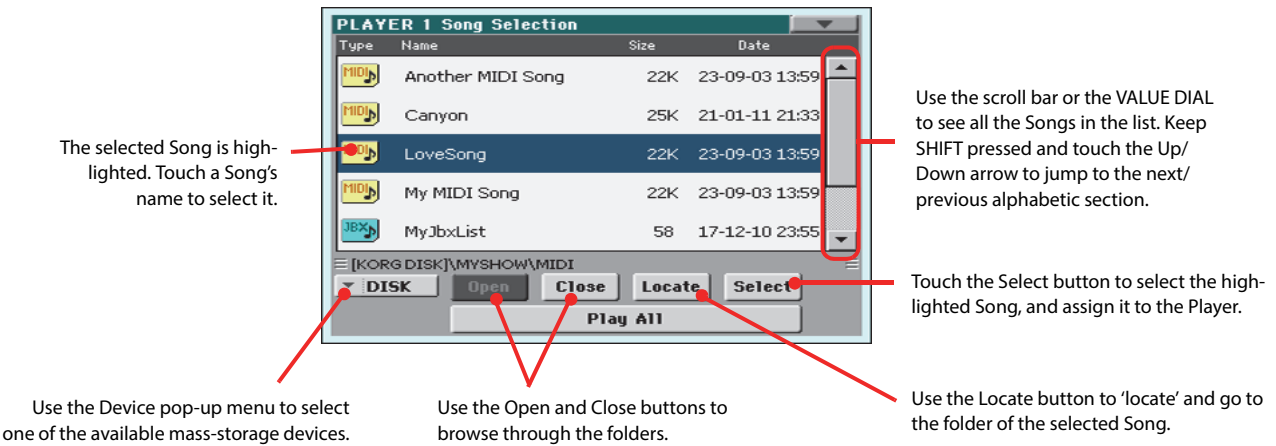 PLAYER 1 Song Selection
Type Name Size Date
MIDI Another MIDI Song 22K 23-09-03 13:59
MIDI Canyon 25K 21-01-11 21:33
LoveSong 22K 23-09-03 13:59
MIDI My MIDI Song 22K 23-09-03 13:59
JBX MyJbxList 58 17-12-10 23:55
[KORG DISK]\MYSHOW\MIDI
DISK Open Close Locate Select
Play All
The selected Song is high-
lighted. Touch a Song's
name to select it.
Use the scroll bar or the VALUE DIAL
to see all the Songs in the list. Keep
SHIFT pressed and touch the Up/
Down arrow to jump to the next/
previous alphabetic section.
Touch the Select button to select the high-
lighted Song, and assign it to the Player.
Use the Device pop-up menu to select
one of the available mass-storage devices.
Use the Open and Close buttons to
browse through the folders.
Use the Locate button to ‘locate’ and go to
the folder of the selected Song.